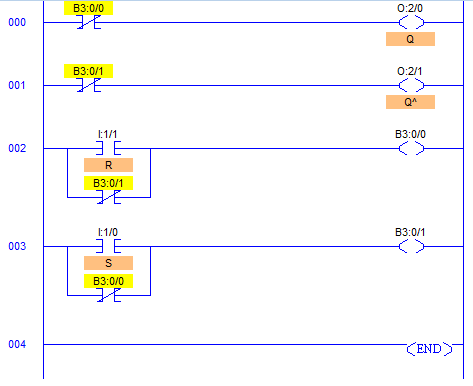 B3:0/0 O:2/0
000
Q
B3:0/1 O:2/1
001
Q^
I:1/1 B3:0/0
002
R
B3:0/1
I:1/0 B3:0/1
003
S
B3:0/0
004 END